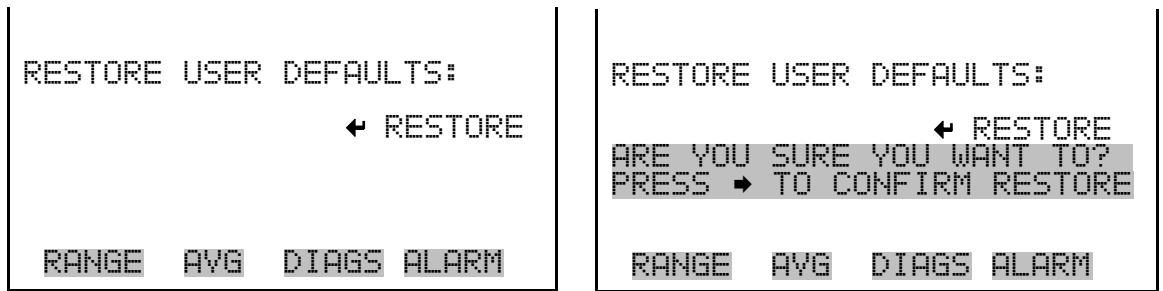 RESTORE USER DEFAULTS:
↵ RESTORE
RANGE AVG DIAGS ALARM
RESTORE USER DEFAULTS:
↵ RESTORE
ARE YOU SURE YOU WANT TO?
PRESS → TO CONFIRM RESTORE
RANGE AVG DIAGS ALARM